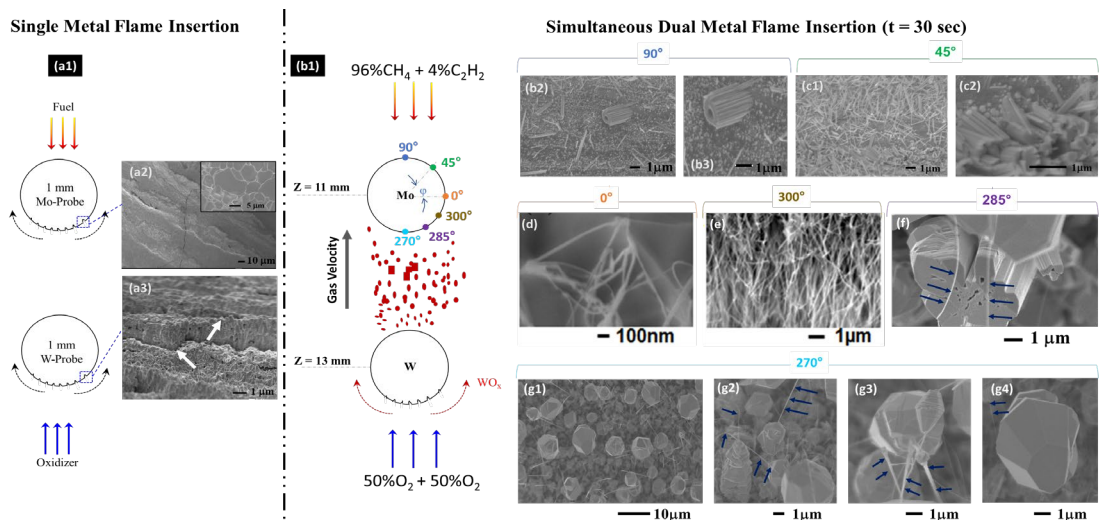 Single Metal Flame Insertion
Simultaneous Dual Metal Flame Insertion (t = 30 sec)
(a1)
Fuel
1 mm
Mo-Probe
(a2)
5 µm
10 µm
1 mm
W-Probe
(a3)
1 µm
Oxidizer
(b1)
96%CH4 + 4%C2H2
90°
45°
Z = 11 mm
Mo
φ
0°
300°
285°
270°
Gas Velocity
Z = 13 mm
W
WOx
50%O2 + 50%O2
90°
45°
(b2)
1µm
(b3)
1µm
(c1)
1µm
(c2)
1µm
0°
300°
285°
(d)
100nm
(e)
1µm
(f)
1 µm
270°
(g1)
10µm
(g2)
1µm
(g3)
1µm
(g4)
1µm